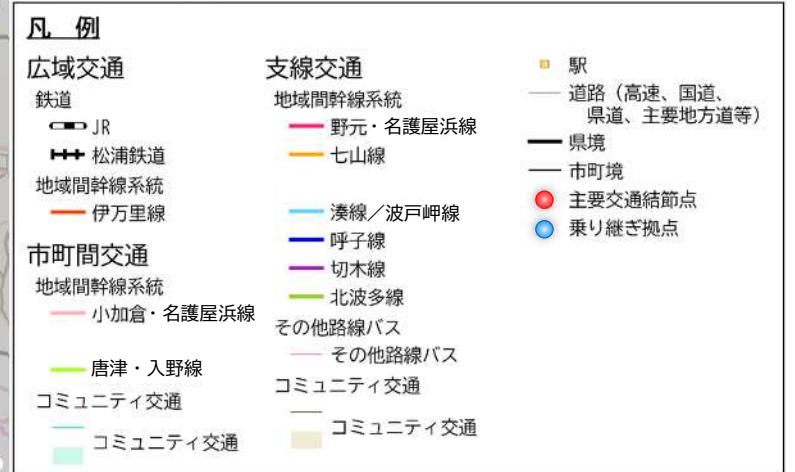 凡 例
広域交通
鉄道
JR
松浦鉄道
地域間幹線系統
伊万里線
市町間交通
地域間幹線系統
小加倉・名護屋浜線
唐津・入野線
コミュニティ交通
コミュニティ交通
支線交通
地域間幹線系統
野元・名護屋浜線
七山線
湊線／波戸岬線
呼子線
切木線
北波多線
その他路線バス
その他路線バス
コミュニティ交通
コミュニティ交通
駅
道路（高速、国道、
県道、主要地方道等）
県境
市町境
主要交通結節点
乗り継ぎ拠点